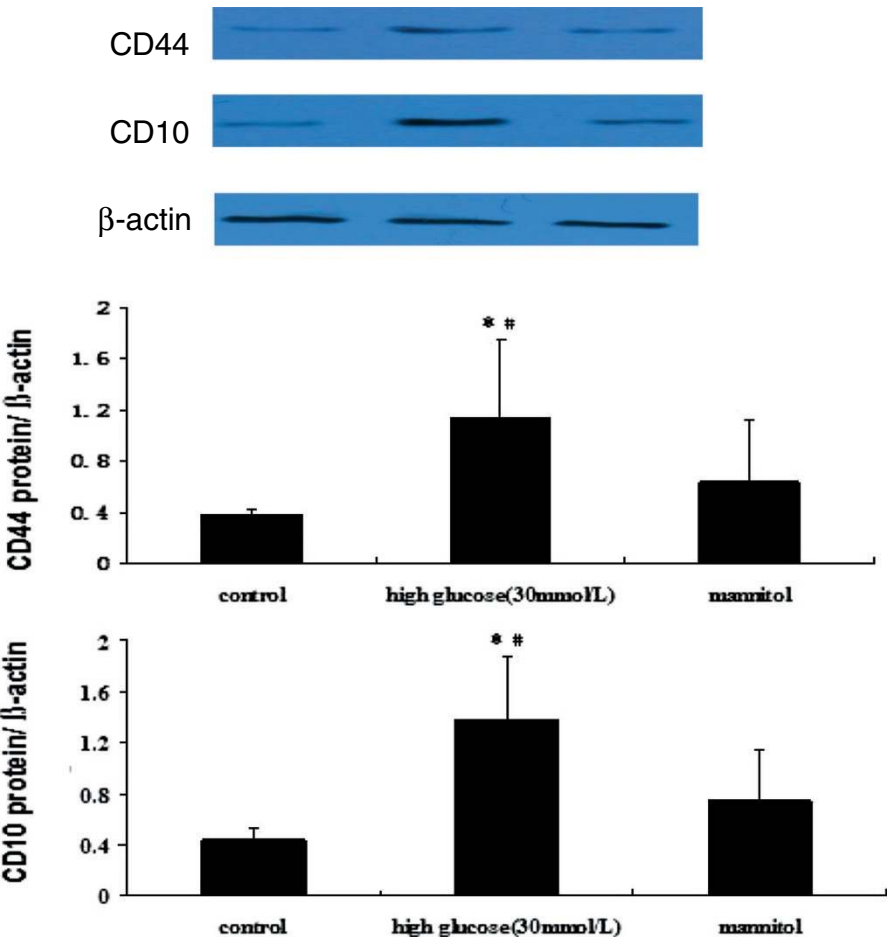 CD44
CD10
β-actin
CD44 protein/ß-actin
2
1.6
1.2
0.8
0.4
0
* #
control high glucose(30mmol/L) mannitol
CD10 protein/ß-actin
2
1.6
1.2
0.8
0.4
0
* #
control high glucose(30mmol/L) mannitol